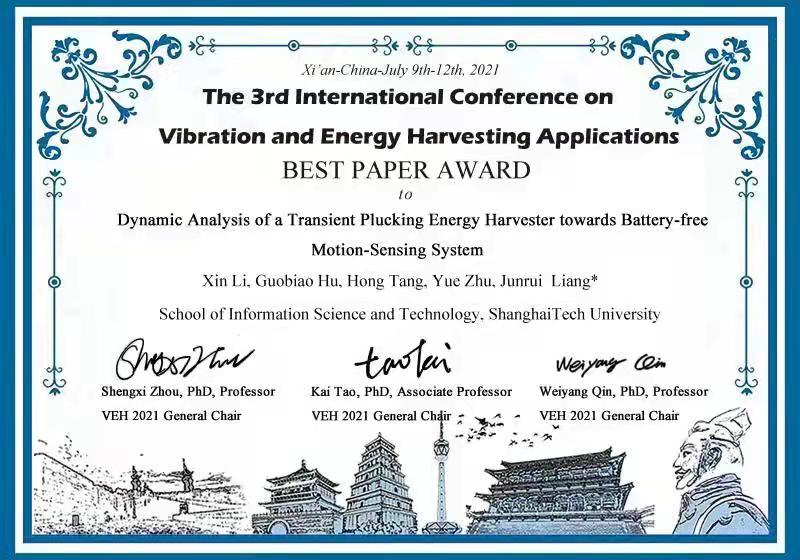 Xi'an-China-July 9th-12th, 2021
The 3rd International Conference on
Vibration and Energy Harvesting Applications
BEST PAPER AWARD
to
Dynamic Analysis of a Transient Plucking Energy Harvester towards Battery-free
Motion-Sensing System
Xin Li, Guobiao Hu, Hong Tang, Yue Zhu, Junrui Liang*
School of Information Science and Technology, ShanghaiTech University
Shengxi Zhou tao kai Weiyang Qin
Shengxi Zhou, PhD, Professor Kai Tao, PhD, Associate Professor Weiyang Qin, PhD, Professor
VEH 2021 General Chair VEH 2021 General Chair VEH 2021 General Chair